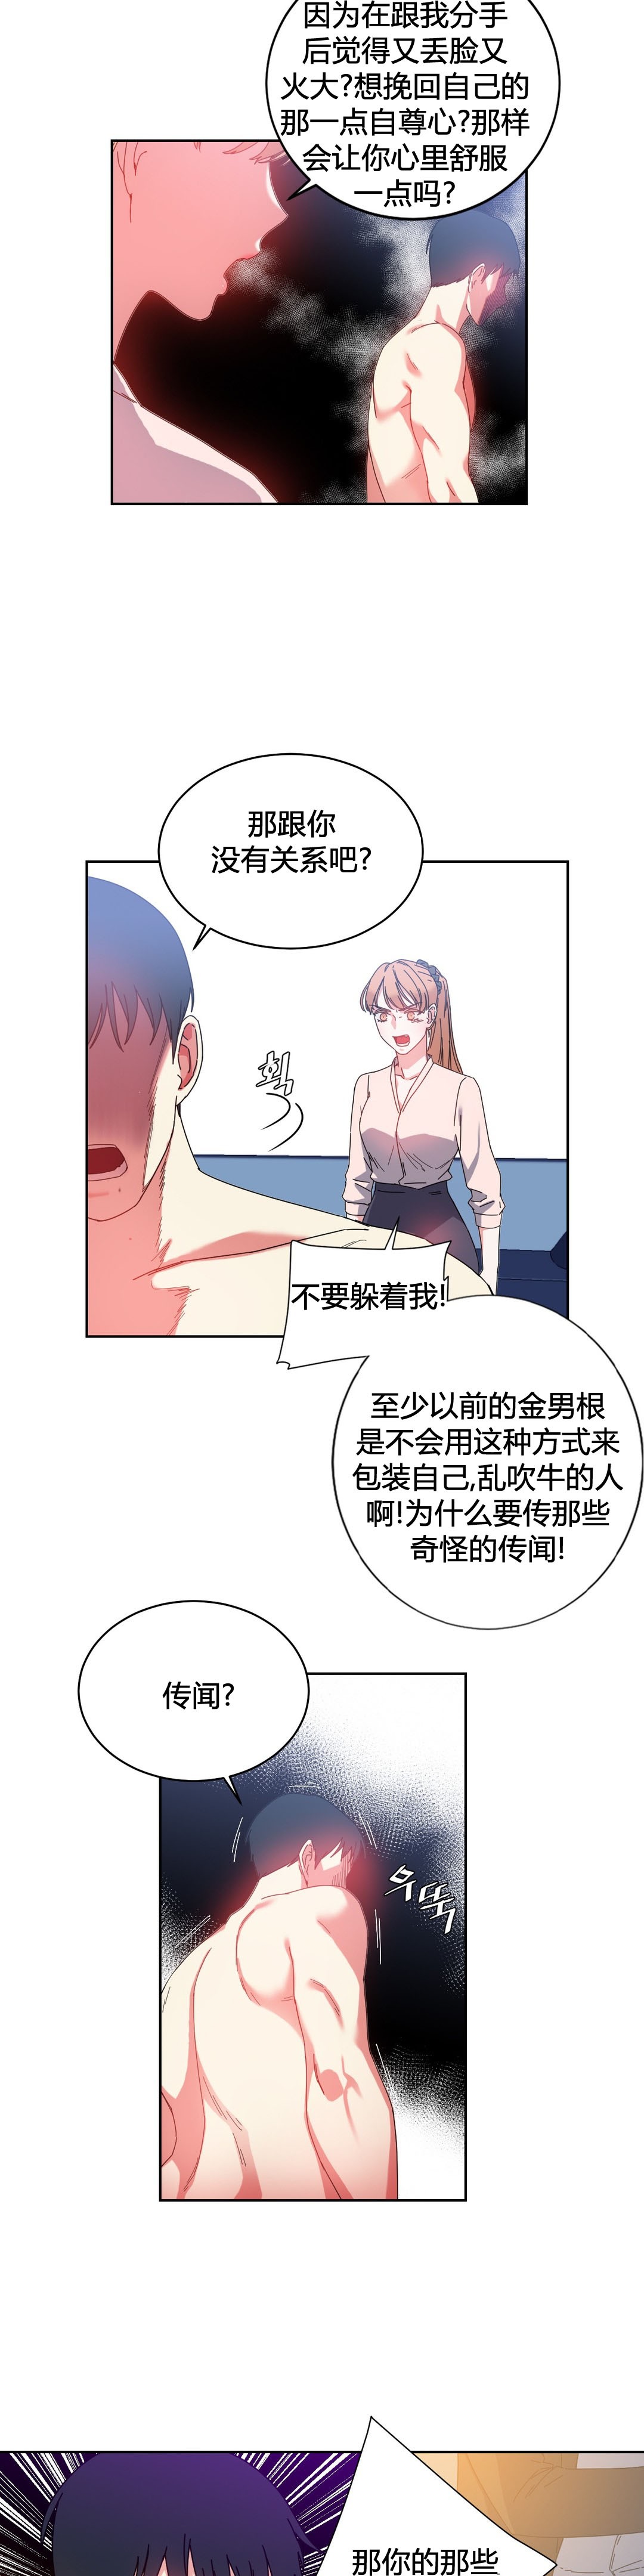 因为在跟我分手
后觉得又丢脸又
火大?想挽回自己的
那一点自尊心?那样
会让你心里舒服
一点吗?
那跟你
没有关系吧?
획
不要躲着我!
至少以前的金男根
是不会用这种方式来
包装自己,乱吹牛的人
啊!为什么要传那些
奇怪的传闻!
传闻?
우뚝
那你的那些